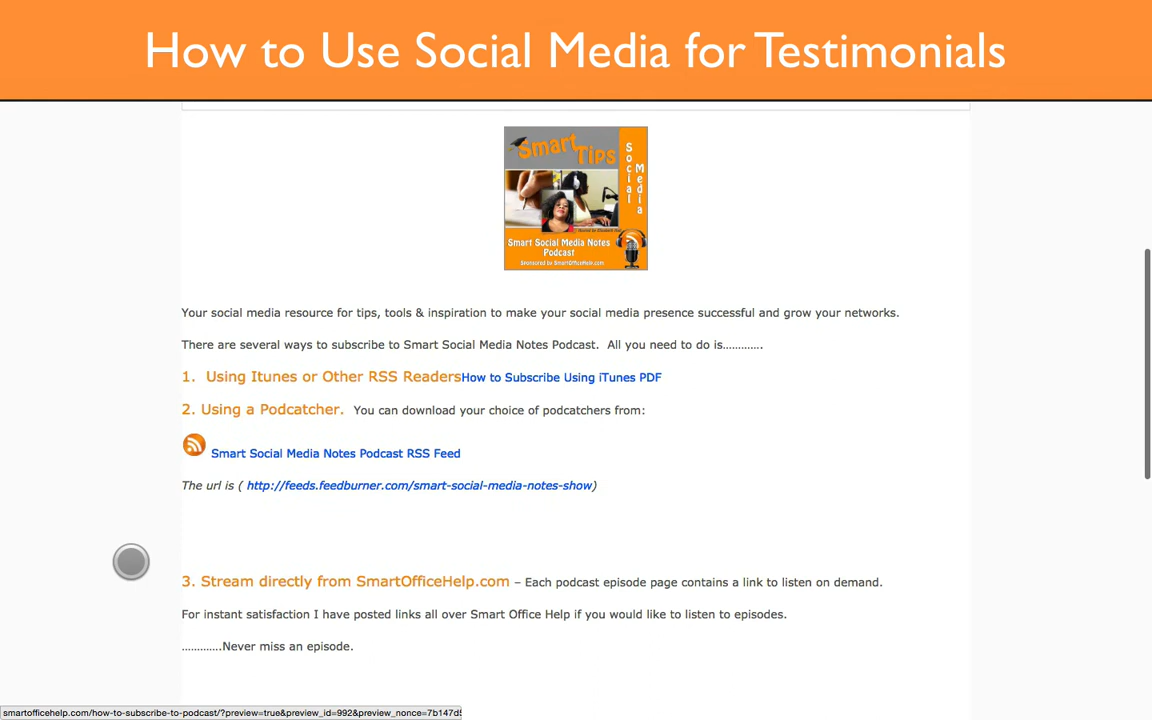 How to Use Social Media for Testimonials
Smart
Tips
Social
Media
Smart Social Media Notes
Podcast
Sponsored by SmartOfficeHelp.com
Your social media resource for tips, tools & inspiration to make your social media presence successful and grow your networks.
There are several ways to subscribe to Smart Social Media Notes Podcast.  All you need to do is………….
1.  Using Itunes or Other RSS ReadersHow to Subscribe Using iTunes PDF
2. Using a Podcatcher.  You can download your choice of podcatchers from:
Smart Social Media Notes Podcast RSS Feed
The url is ( http://feeds.feedburner.com/smart-social-media-notes-show)
3. Stream directly from SmartOfficeHelp.com – Each podcast episode page contains a link to listen on demand.
For instant satisfaction I have posted links all over Smart Office Help if you would like to listen to episodes.
………….Never miss an episode.
smartofficehelp.com/how-to-subscribe-to-podcast/?preview=true&preview_id=992&preview_nonce=7b147d